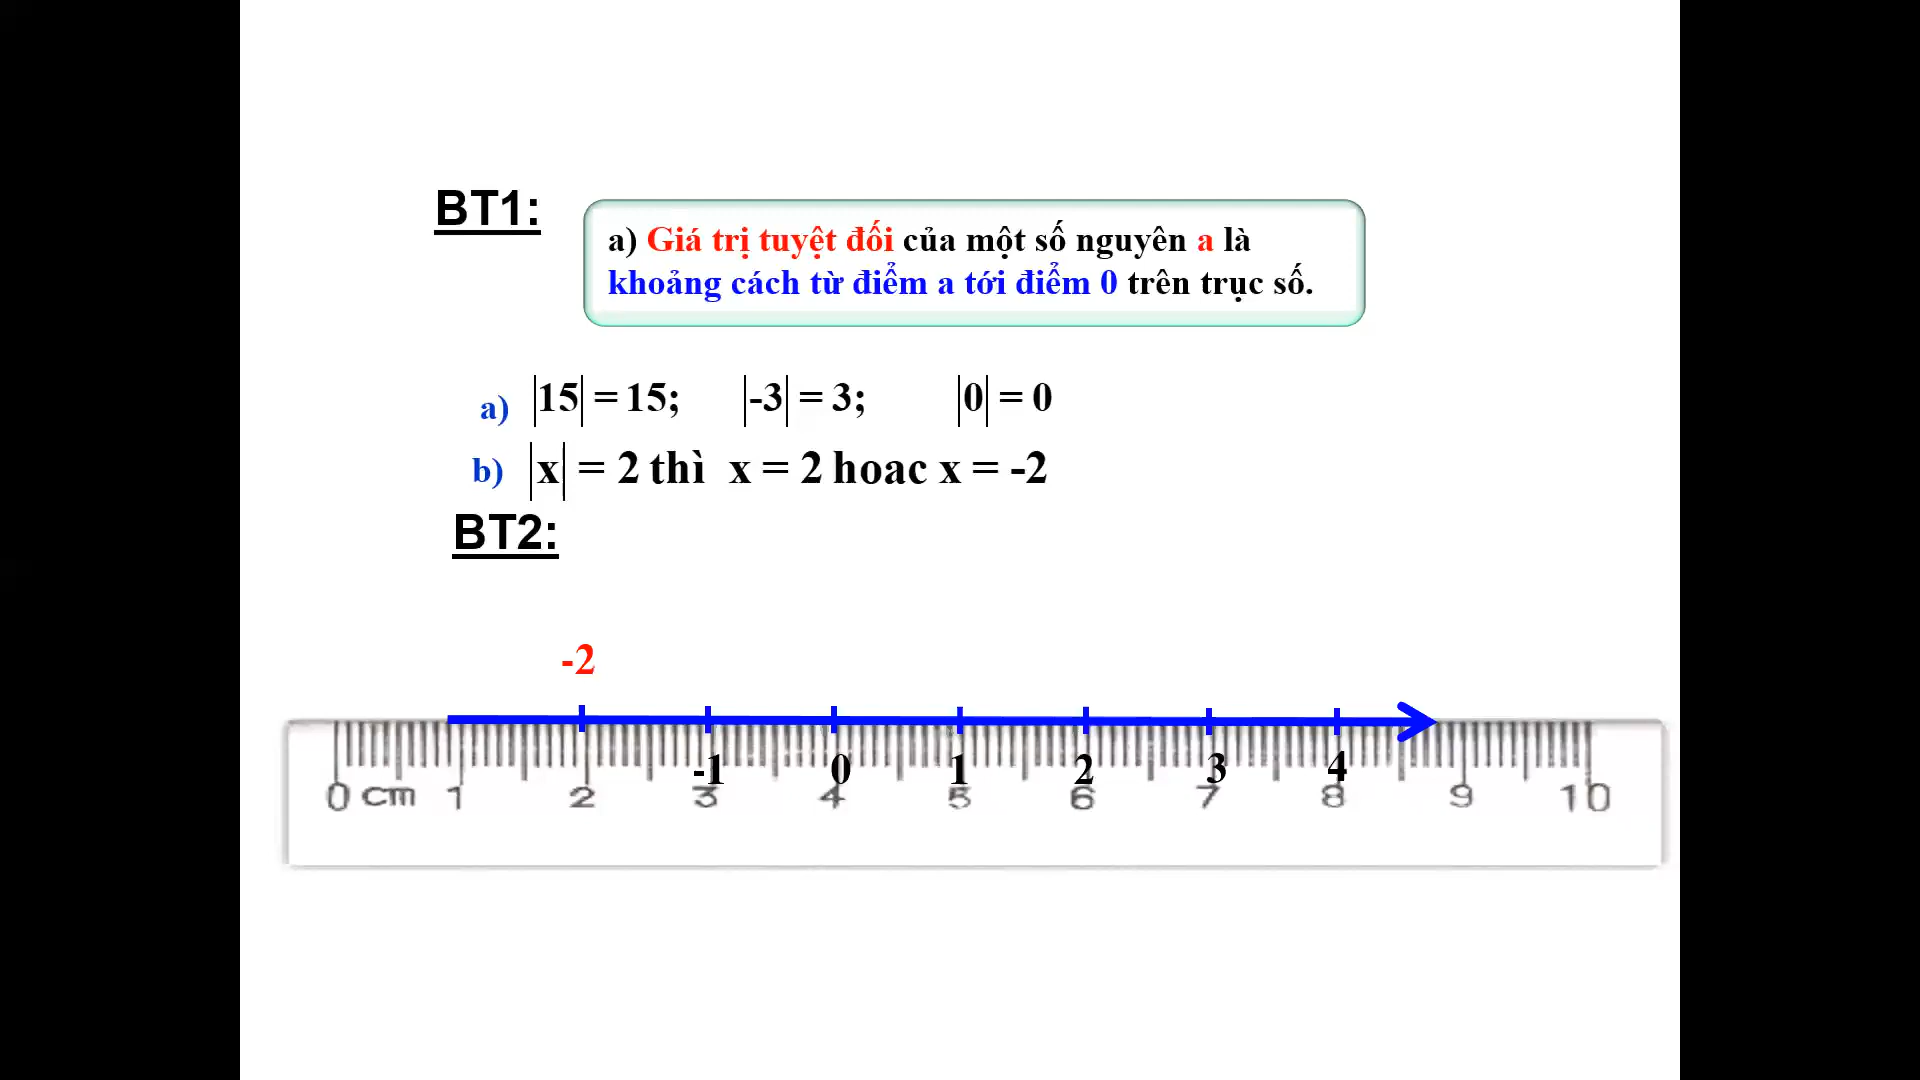 BT1:
a) Giá trị tuyệt đối của một số nguyên a là
khoảng cách từ điểm a tới điểm 0 trên trục số.
a) |15| = 15; |-3| = 3; |0| = 0
b) |x| = 2 thì x = 2 hoac x = -2
BT2:
-2
-1 0 1 2 3 4
0 cm 1 2 3 4 5 6 7 8 9 10